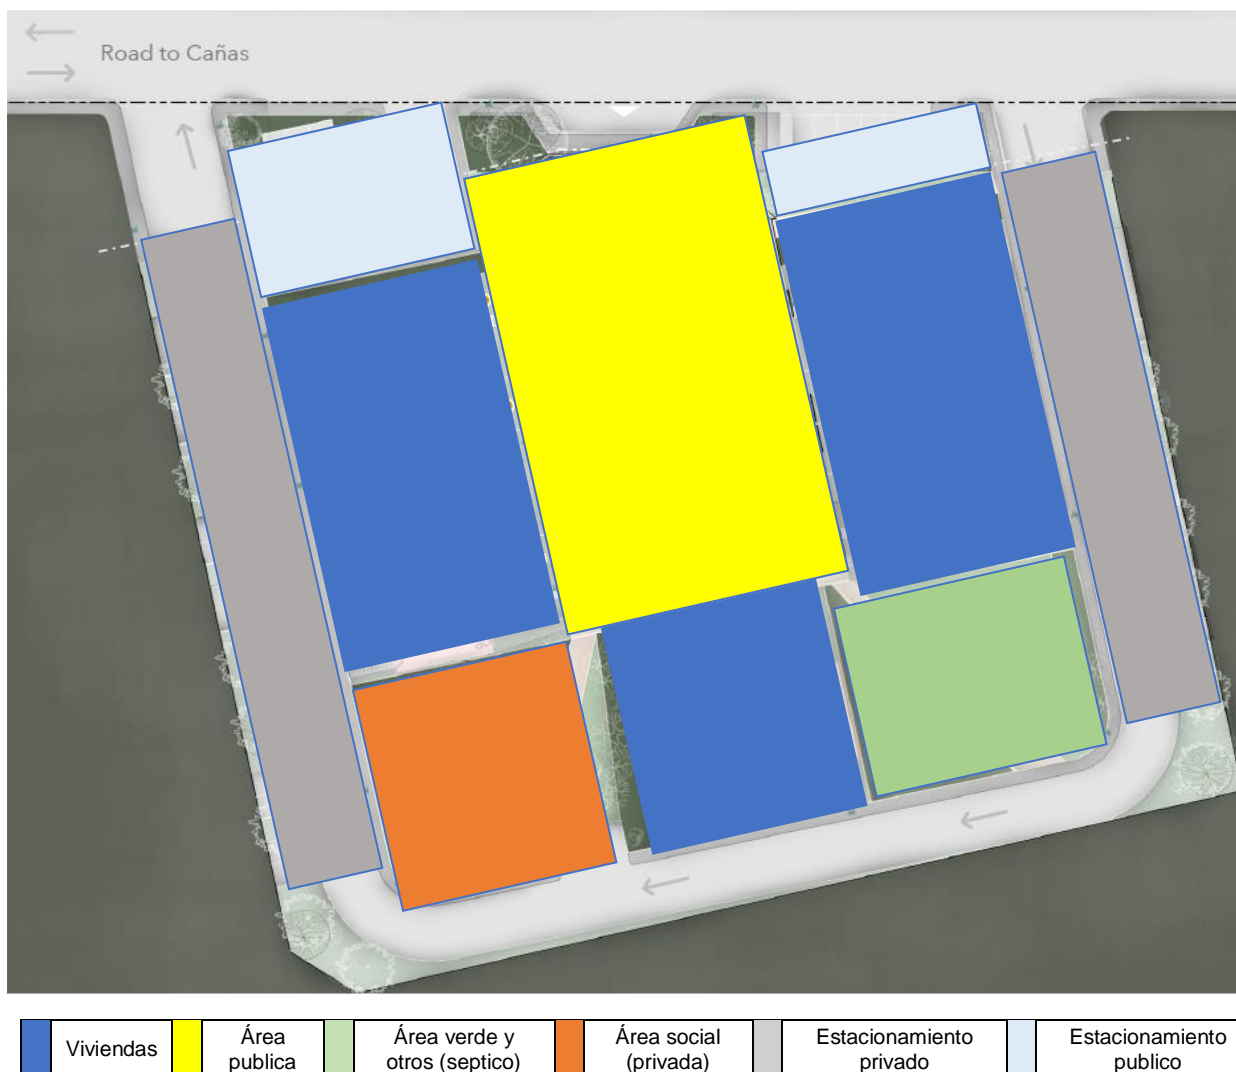 Road to Cañas
Viviendas
Área
publica
Área verde y
otros (septico)
Área social
(privada)
Estacionamiento
privado
Estacionamiento
publico